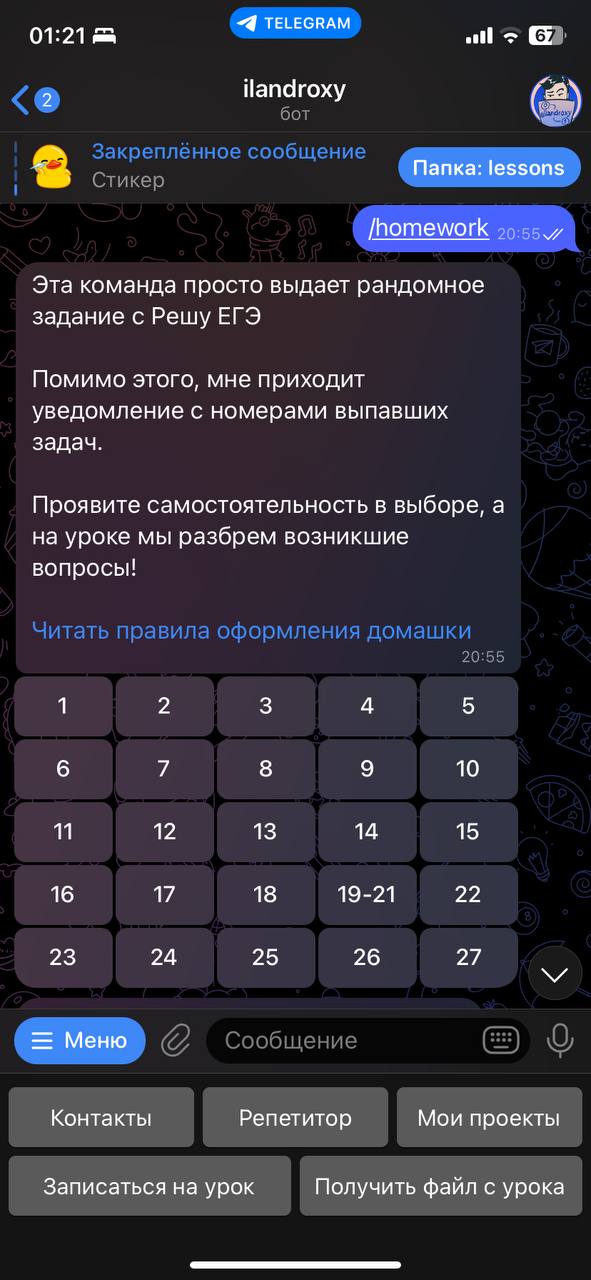 01:21
TELEGRAM
67
2
ilandroxy
бот
Закреплённое сообщение
Стикер
Папка: lessons
/homework 20:55
Эта команда просто выдает рандомное
задание с Решу ЕГЭ
Помимо этого, мне приходит
уведомление с номерами выпавших
задач.
Проявите самостоятельность в выборе, а
на уроке мы разбрем возникшие
вопросы!
Читать правила оформления домашки
20:55
1 2 3 4 5
6 7 8 9 10
11 12 13 14 15
16 17 18 19-21 22
23 24 25 26 27
Меню
Сообщение
Контакты Репетитор Мои проекты
Записаться на урок Получить файл с урока